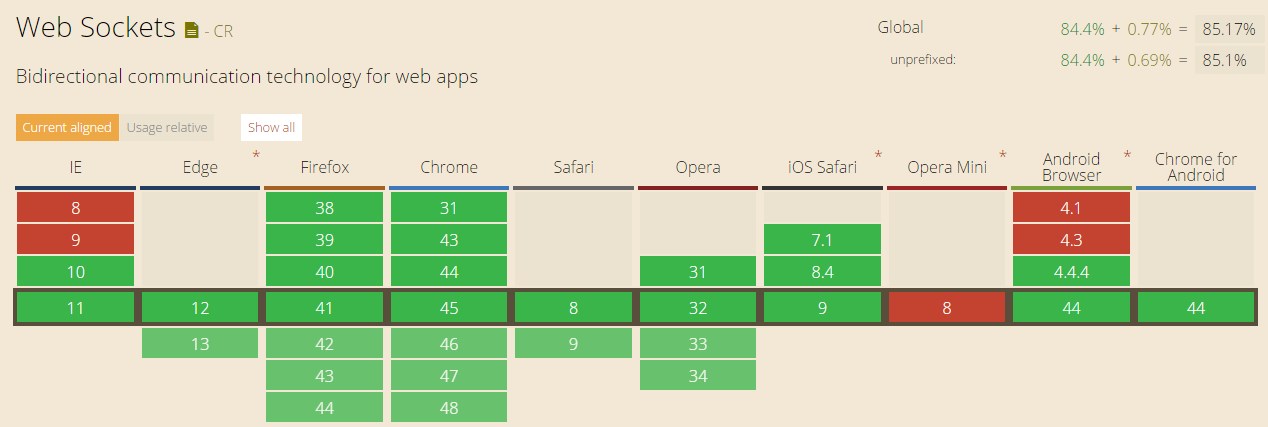 Web Sockets - CR
Global 84.4% + 0.77% = 85.17%
unprefixed: 84.4% + 0.69% = 85.1%
Bidirectional communication technology for web apps
Current aligned Usage relative Show all
IE Edge * Firefox Chrome Safari Opera iOS Safari * Opera Mini * Android Browser * Chrome for Android
8 38 31 4.1
9 39 43 7.1 4.3
10 40 44 31 8.4 4.4.4
11 12 41 45 8 32 9 8 44 44
13 42 46 9 33
43 47 34
44 48